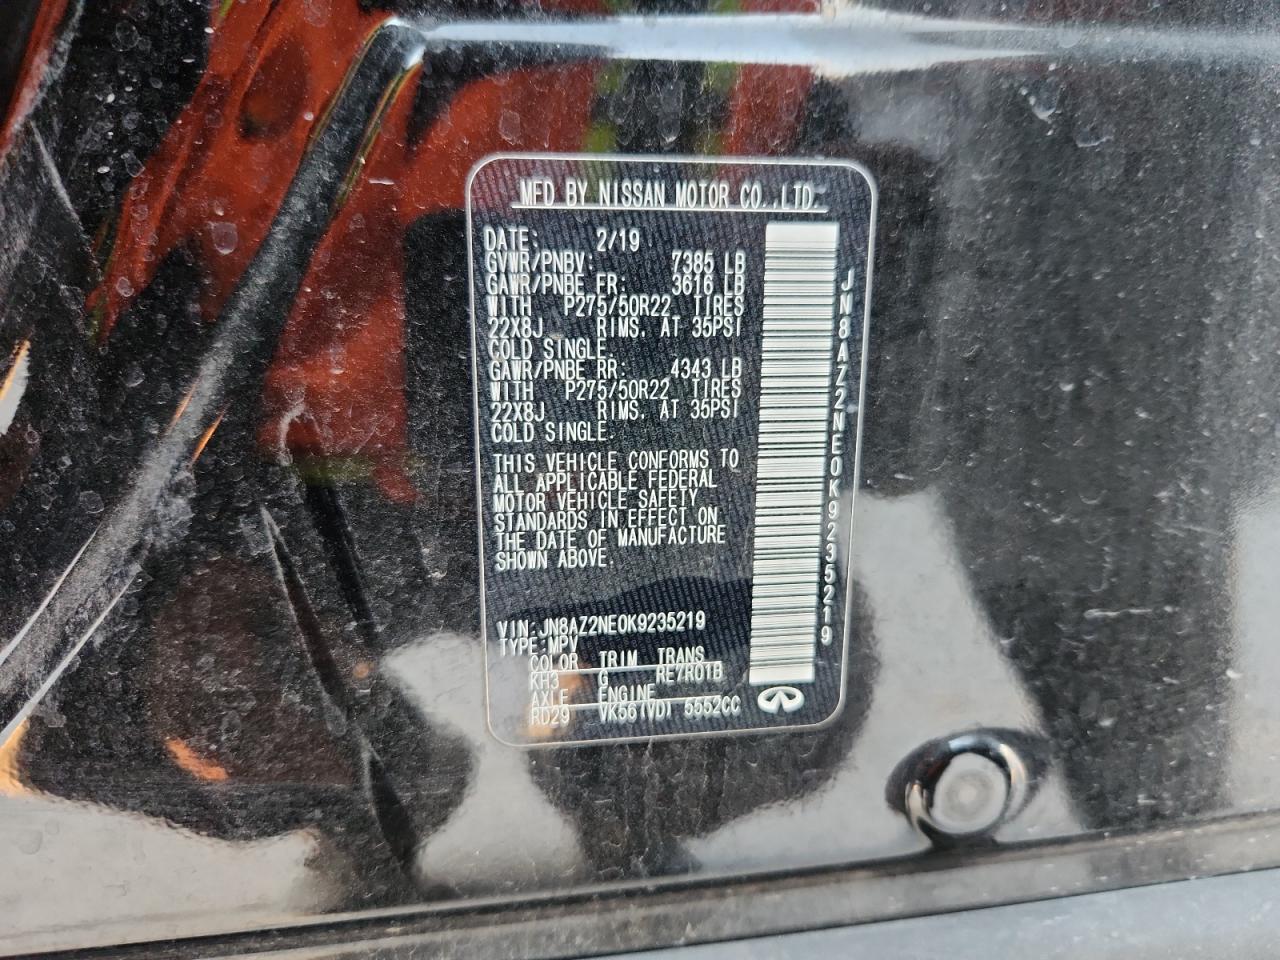 MFD BY NISSAN MOTOR CO.,LTD.
DATE: 2/19
GVWR/PNBV: 7385 LB
GAWR/PNBE FR: 3616 LB
WITH P275/50R22 TIRES
22X8J RIMS. AT 35PSI
COLD SINGLE.
GAWR/PNBE RR: 4343 LB
WITH P275/50R22 TIRES
22X8J RIMS. AT 35PSI
COLD SINGLE.
THIS VEHICLE CONFORMS TO
ALL APPLICABLE FEDERAL
MOTOR VEHICLE SAFETY
STANDARDS IN EFFECT ON
THE DATE OF MANUFACTURE
SHOWN ABOVE.
VIN:JN8AZ2NE0K9235219
TYPE:MPV
COLOR TRIM TRANS
KH3 G RE7R01B
AXLE ENGINE
RD29 VK56(VD) 5552CC
JN8AZ2NE0K9235219